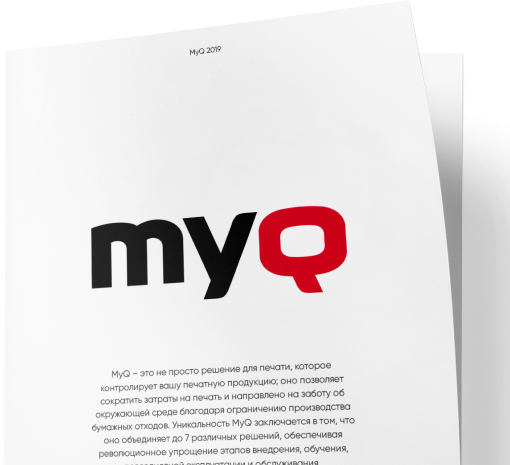 MyQ 2019
myQ
MyQ – это не просто решение для печати, которое
контролирует вашу печатную продукцию; оно позволяет
сократить затраты на печать и направлено на заботу об
окружающей среде благодаря ограничению производства
бумажных отходов. Уникальность MyQ заключается в том, что
оно объединяет до 7 различных решений, обеспечивая
революционное упрощение этапов внедрения, обучения,
эксплуатации и обслуживания